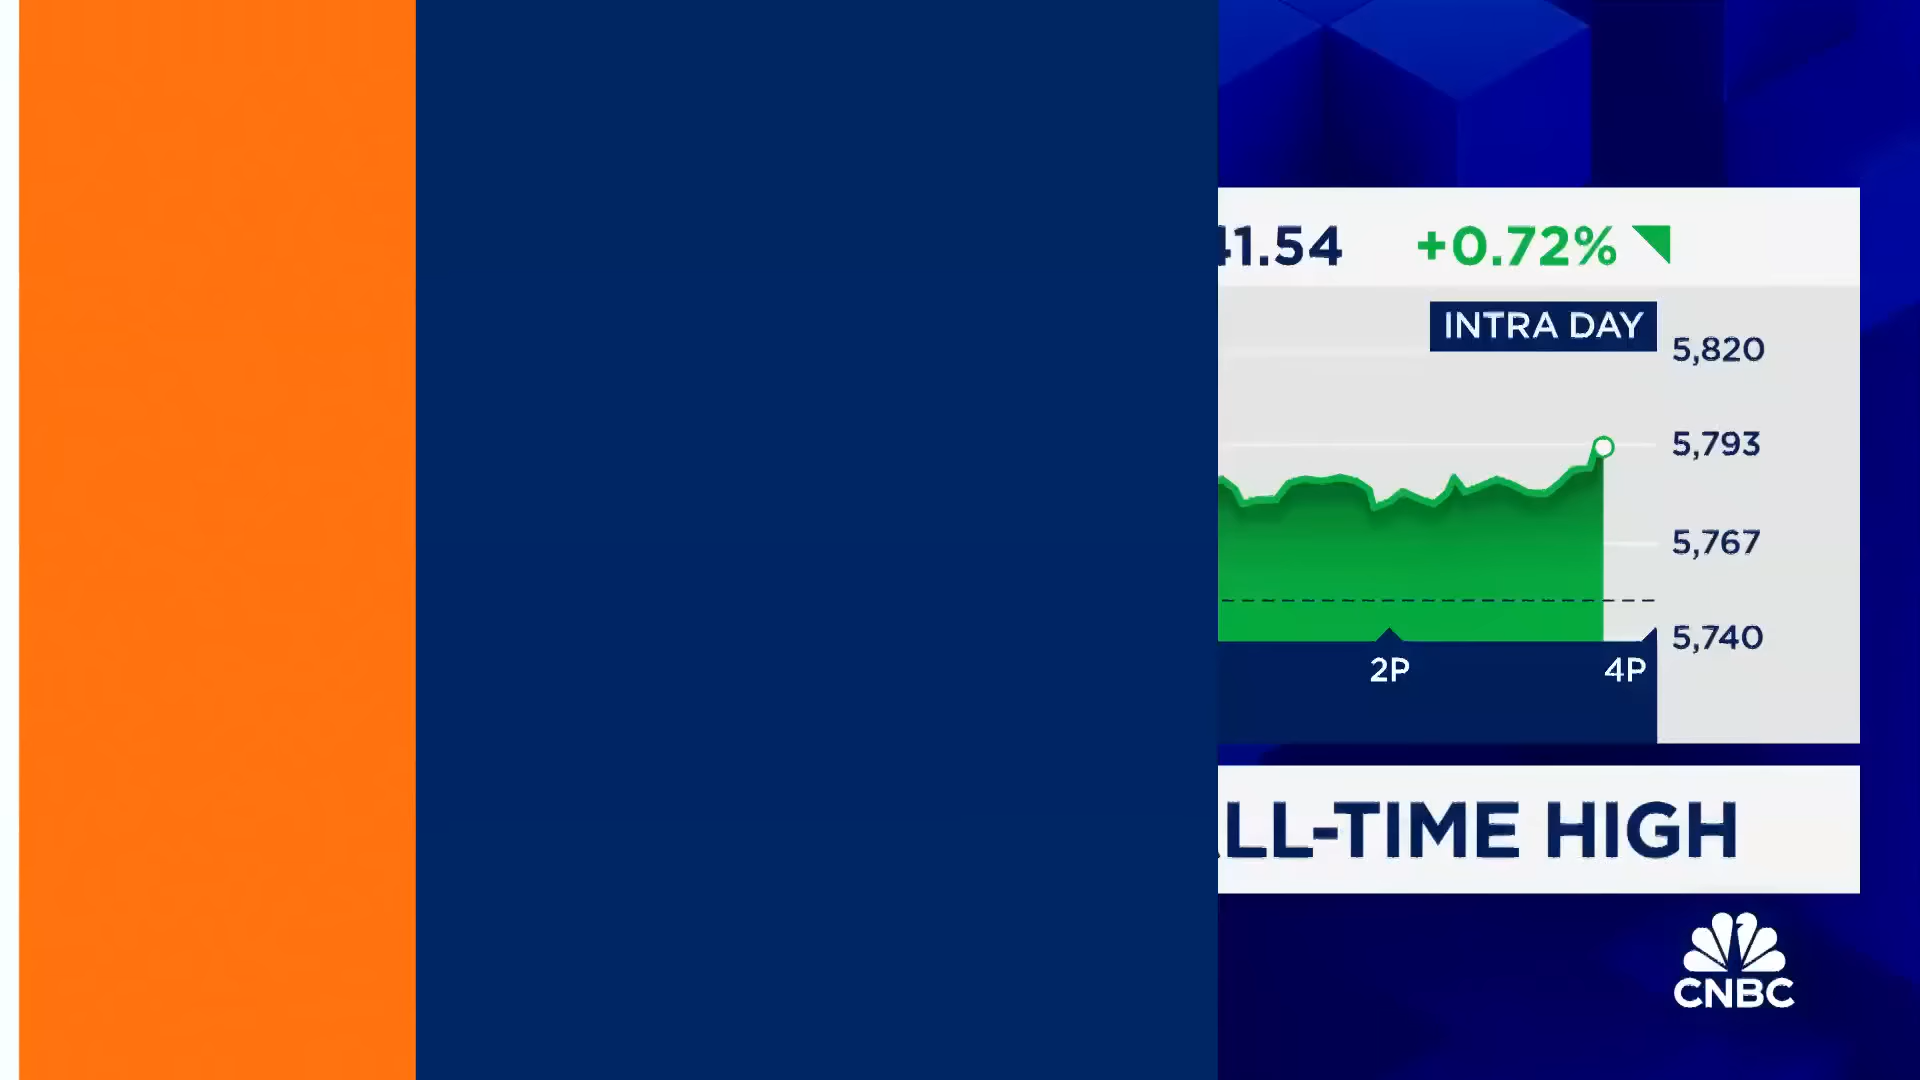 41.54 +0.72%
INTRA DAY
5,820
5,793
5,767
5,740
2P 4P
LL-TIME HIGH
CNBC